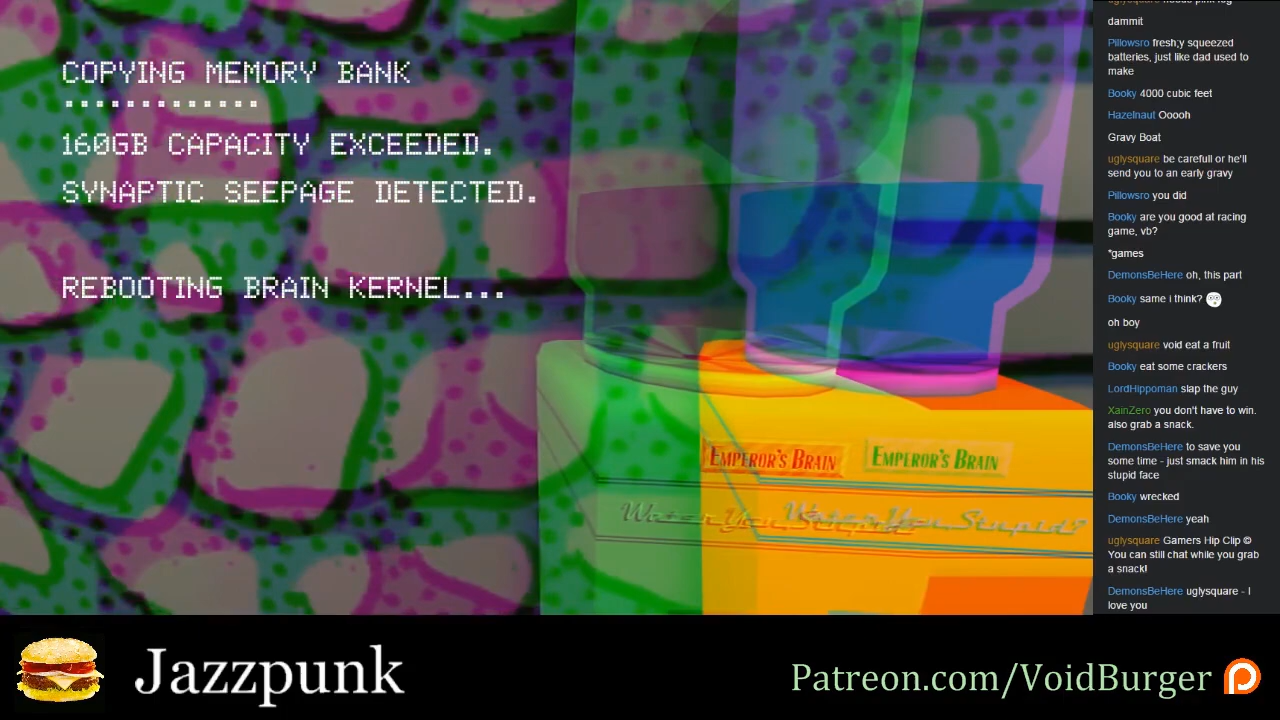 COPYING MEMORY BANK
.............
160GB CAPACITY EXCEEDED.
SYNAPTIC SEEPAGE DETECTED.
REBOOTING BRAIN KERNEL...
EMPEROR'S BRAIN
EMPEROR'S BRAIN
Water You, Stupid?
dammit
Pillowsro fresh;y squeezed
batteries, just like dad used to
make
Booky 4000 cubic feet
Hazelnaut Ooooh
Gravy Boat
uglysquare be carefull or he'll
send you to an early gravy
Pillowsro you did
Booky are you good at racing
game, vb?
*games
DemonsBeHere oh, this part
Booky same i think?
oh boy
uglysquare void eat a fruit
Booky eat some crackers
LordHippoman slap the guy
XainZero you don't have to win.
also grab a snack.
DemonsBeHere to save you
some time - just smack him in his
stupid face
Booky wrecked
DemonsBeHere yeah
uglysquare Gamers Hip Clip ©
You can still chat while you grab
a snack!
DemonsBeHere uglysquare - I
love you
Jazzpunk
Patreon.com/VoidBurger